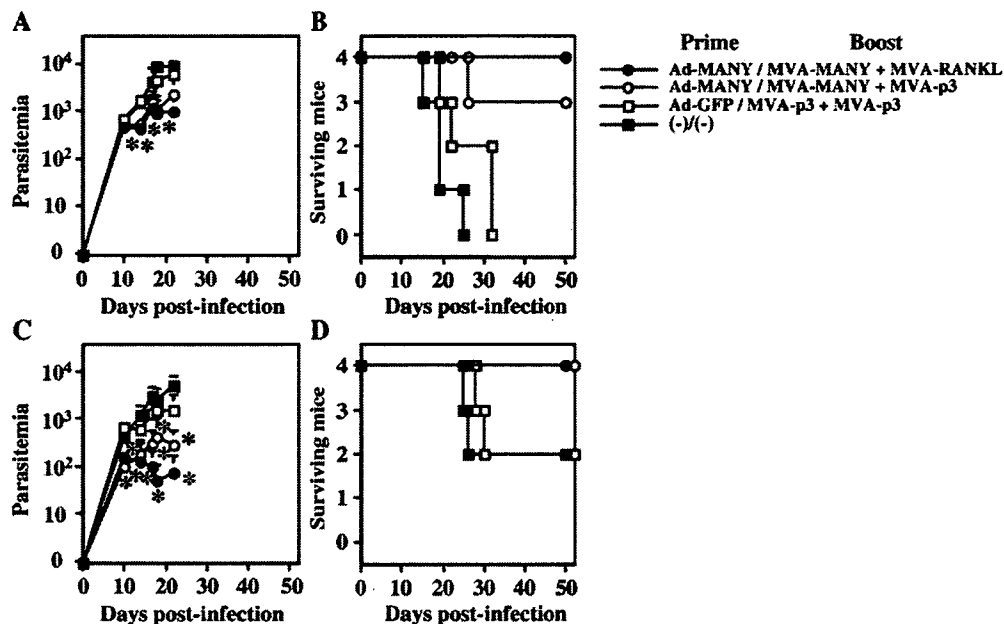 A
Parasitemia
10⁴
10³
10²
10
0
0 10 20 30 40 50
Days post-infection
* * * *
B
Surviving mice
4
3
2
1
0
0 10 20 30 40 50
Days post-infection
Prime Boost
Ad-MANY / MVA-MANY + MVA-RANKL
Ad-MANY / MVA-MANY + MVA-p3
Ad-GFP / MVA-p3 + MVA-p3
(-)/(-)
C
Parasitemia
10⁴
10³
10²
10
0
0 10 20 30 40 50
Days post-infection
D
Surviving mice
4
3
2
1
0
0 10 20 30 40 50
Days post-infection